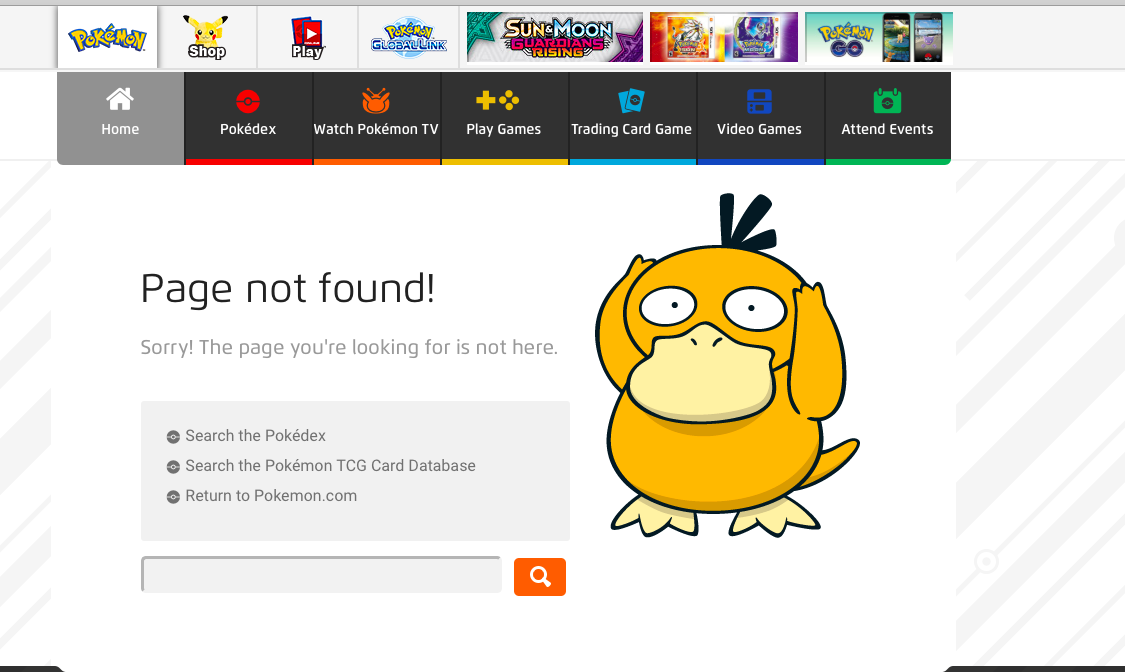 Pokémon
Shop
Play!
Pokémon
GLOBAL LINK
SUN & MOON
GUARDIANS
RISING
Pokémon
GO
Home
Pokédex
Watch Pokémon TV
Play Games
Trading Card Game
Video Games
Attend Events
Page not found!
Sorry! The page you're looking for is not here.
Search the Pokédex
Search the Pokémon TCG Card Database
Return to Pokemon.com